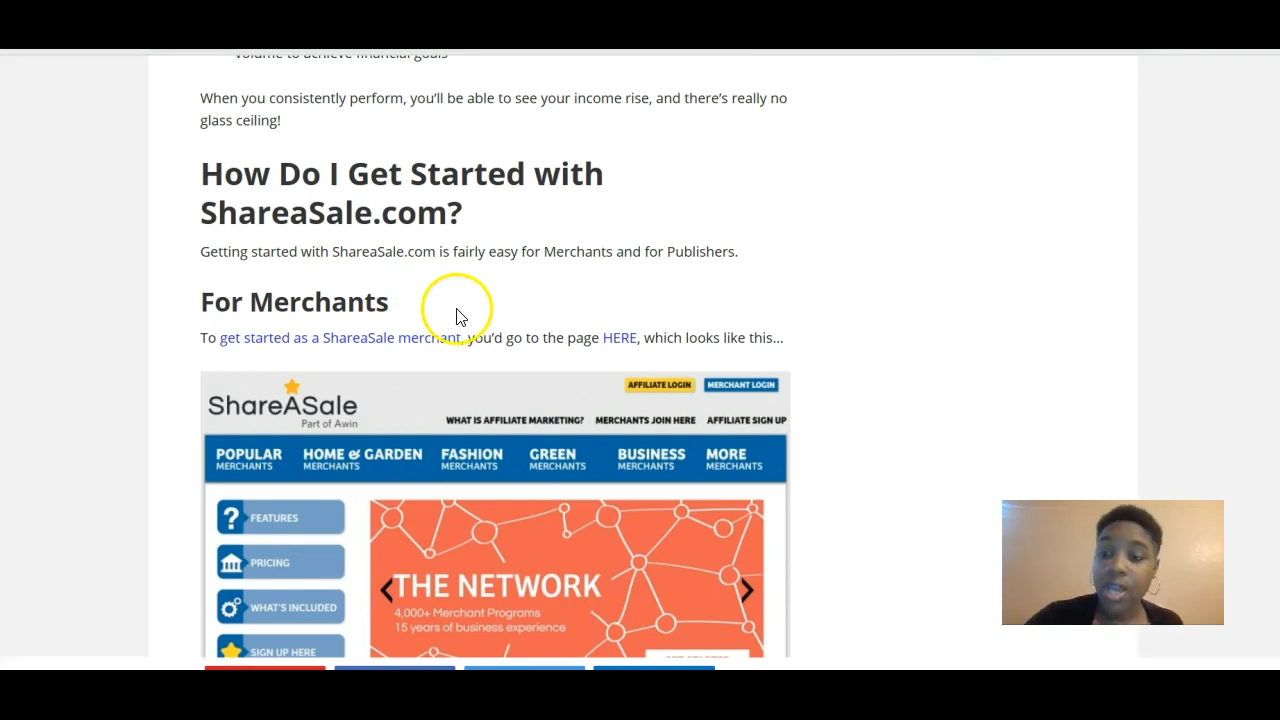 volume to achieve financial goals
When you consistently perform, you'll be able to see your income rise, and there's really no
glass ceiling!
How Do I Get Started with
ShareaSale.com?
Getting started with ShareaSale.com is fairly easy for Merchants and for Publishers.
For Merchants
To get started as a ShareaSale merchant, you'd go to the page HERE, which looks like this...
AFFILIATE LOGIN MERCHANT LOGIN
ShareASale
Part of Awin
WHAT IS AFFILIATE MARKETING? MERCHANTS JOIN HERE AFFILIATE SIGN UP
POPULAR HOME & GARDEN FASHION GREEN BUSINESS MORE
MERCHANTS MERCHANTS MERCHANTS MERCHANTS MERCHANTS MERCHANTS
? FEATURES
PRICING
WHAT'S INCLUDED
SIGN UP HERE
THE NETWORK
4,000+ Merchant Programs
15 years of business experience